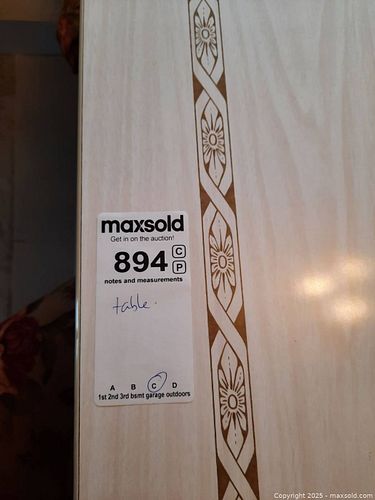 maxsold
Get in on the auction!
894 C
P
notes and measurements
table.
A B C D
1st 2nd 3rd bsmt garage outdoors
Copyright 2025 - maxsold.com